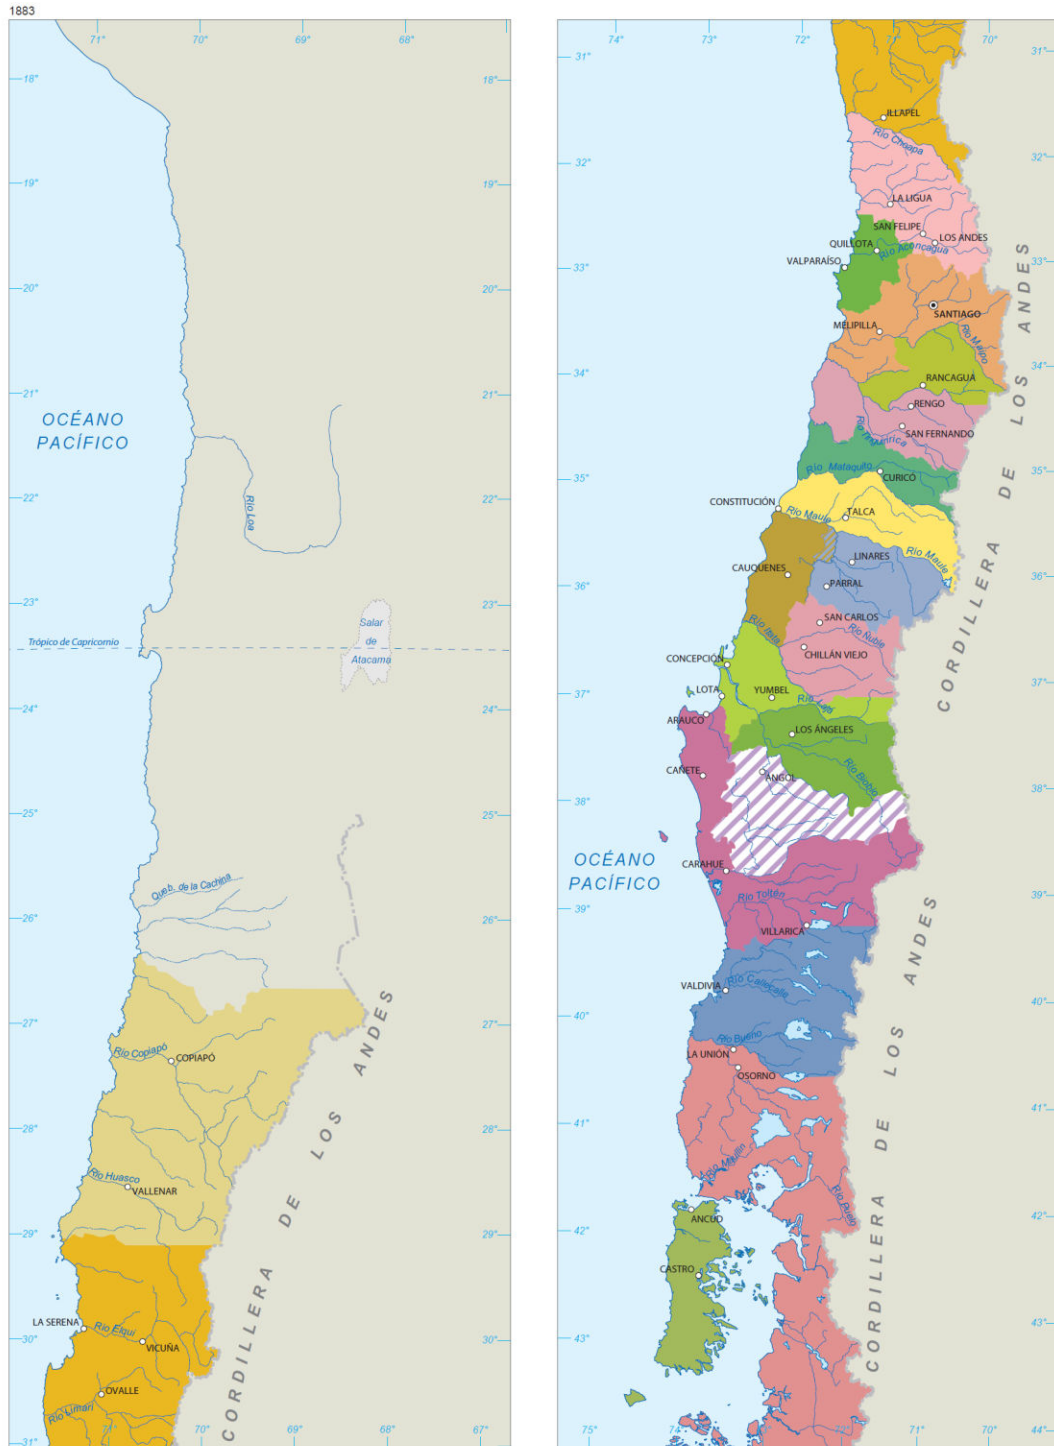 1883
71°
70°
69°
68°
18°
18°
19°
19°
20°
20°
21°
21°
OCÉANO
PACÍFICO
22°
22°
Río Loa
23°
23°
Salar
de
Atacama
Trópico de Capricornio
24°
24°
25°
25°
Queb. de la Cachina
26°
26°
27°
27°
Río Copiapó
COPIAPÓ
28°
28°
Río Huasco
VALLENAR
29°
29°
LA SERENA
Río Elqui
VICUÑA
30°
30°
OVALLE
Río Limarí
31°
71°
70°
69°
68°
67°
CORDILLERA DE LOS ANDES
74°
73°
72°
71°
70°
31°
31°
ILLAPEL
Río Choapa
32°
32°
LA LIGUA
SAN FELIPE
LOS ANDES
QUILLOTA
Río Aconcagua
VALPARAÍSO
33°
33°
SANTIAGO
MELIPILLA
Río Maipo
34°
34°
RANCAGUA
RENGO
SAN FERNANDO
Río Tinguiririca
35°
35°
Río Mataquito
CURICÓ
CONSTITUCIÓN
Río Maule
TALCA
Río Maule
LINARES
CAUQUENES
PARRAL
36°
36°
SAN CARLOS
Río Itata
Río Ñuble
CHILLÁN VIEJO
CONCEPCIÓN
LOTA
YUMBEL
37°
37°
Río Laja
ARAUCO
LOS ÁNGELES
CAÑETE
ANGOL
Río Biobío
38°
38°
OCÉANO
PACÍFICO
CARAHUE
Río Toltén
39°
39°
VILLARICA
VALDIVIA
Río Callecalle
40°
40°
Río Bueno
LA UNIÓN
OSORNO
41°
41°
Río Maullín
Río Puelo
42°
42°
ANCUD
CASTRO
43°
43°
44°
75°
74°
73°
72°
71°
70°
CORDILLERA DE LOS ANDES
CORDILLERA DE LOS ANDES